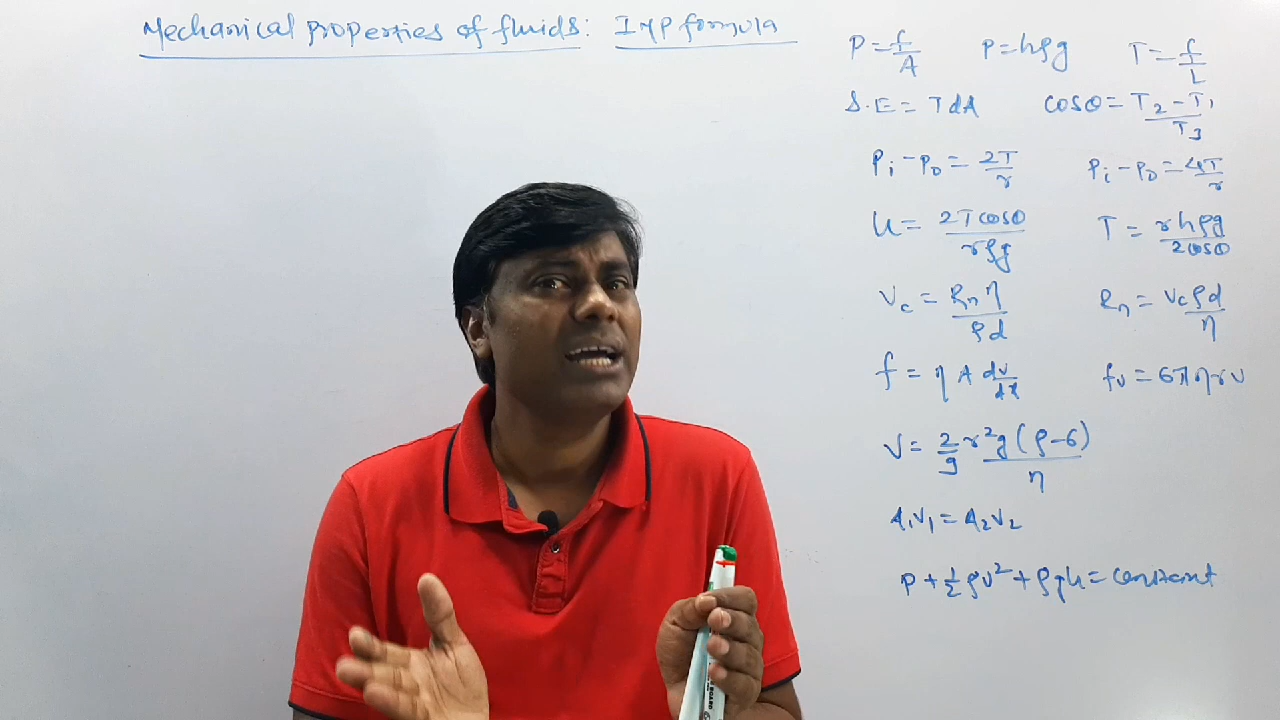 Mechanical properties of fluids: Imp formula
P = f/A P = hρg T = f/L
S.E = T dA cosθ = (T₂ - T₁)/T₃
Pᵢ - P₀ = 2T/r Pᵢ - P₀ = 4T/r
h = 2T cosθ/rρg T = rhρg/2cosθ
Vc = Rₙ η/ρd Rₙ = Vc ρd/η
f = η A dv/dx fv = 6πηrv
V = 2/9 r²g(ρ-σ)/η
A₁V₁ = A₂V₂
P + ½ρv² + ρgh = constant